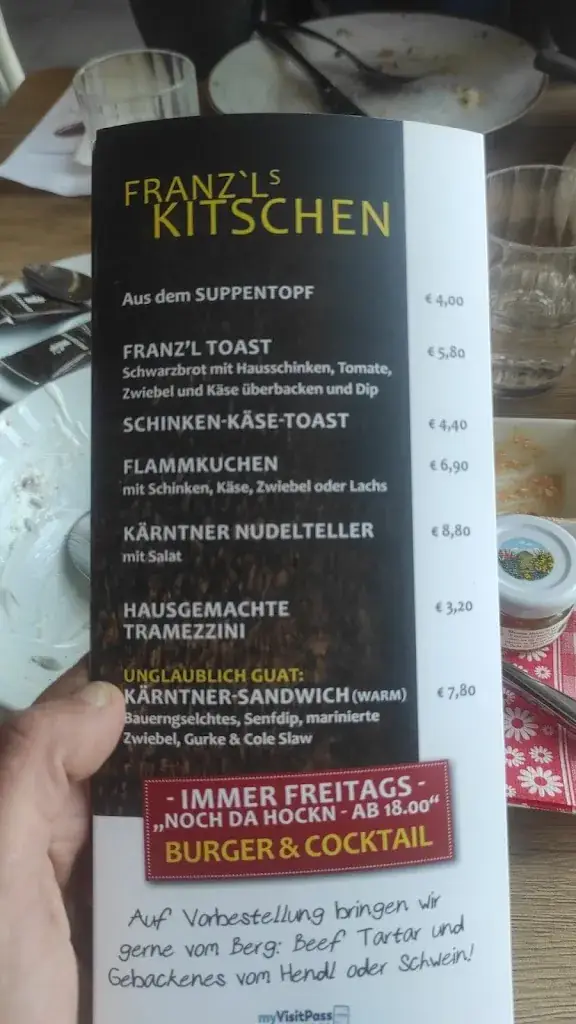 FRANZ`Ls
KITSCHEN
Aus dem SUPPENTOPF € 4,00
FRANZ'L TOAST € 5,80
Schwarzbrot mit Hausschinken, Tomate,
Zwiebel und Käse überbacken und Dip
SCHINKEN-KÄSE-TOAST € 4,40
FLAMMKUCHEN € 6,90
mit Schinken, Käse, Zwiebel oder Lachs
KÄRNTNER NUDELTELLER € 8,80
mit Salat
HAUSGEMACHTE € 3,20
TRAMEZZINI
UNGLAUBLICH GUAT:
KÄRNTNER-SANDWICH (WARM) € 7,80
Bauerngselchtes, Senfdip, marinierte
Zwiebel, Gurke & Cole Slaw
- IMMER FREITAGS -
„NOCH DA HOCKN - AB 18.00“
BURGER & COCKTAIL
Auf Vorbestellung bringen wir
gerne vom Berg: Beef Tartar und
Gebackenes vom Hendl oder Schwein!
myVisitPass